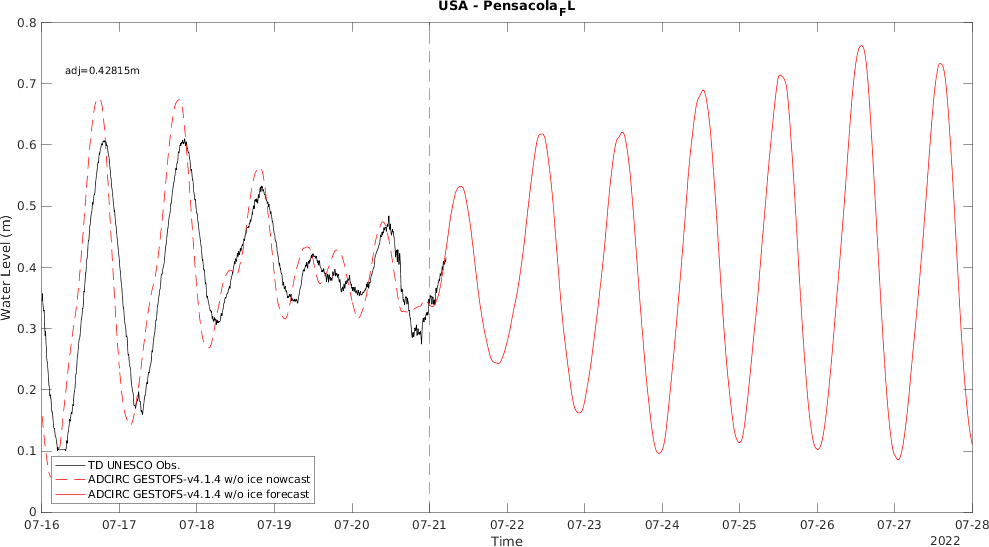 USA - Pensacola_FL
adj=0.42815m
0.8
0.7
0.6
0.5
0.4
0.3
0.2
0.1
0
Water Level (m)
TD UNESCO Obs.
ADCIRC GESTOFS-v4.1.4 w/o ice nowcast
ADCIRC GESTOFS-v4.1.4 w/o ice forecast
07-16 07-17 07-18 07-19 07-20 07-21 07-22 07-23 07-24 07-25 07-26 07-27 07-28
Time
2022